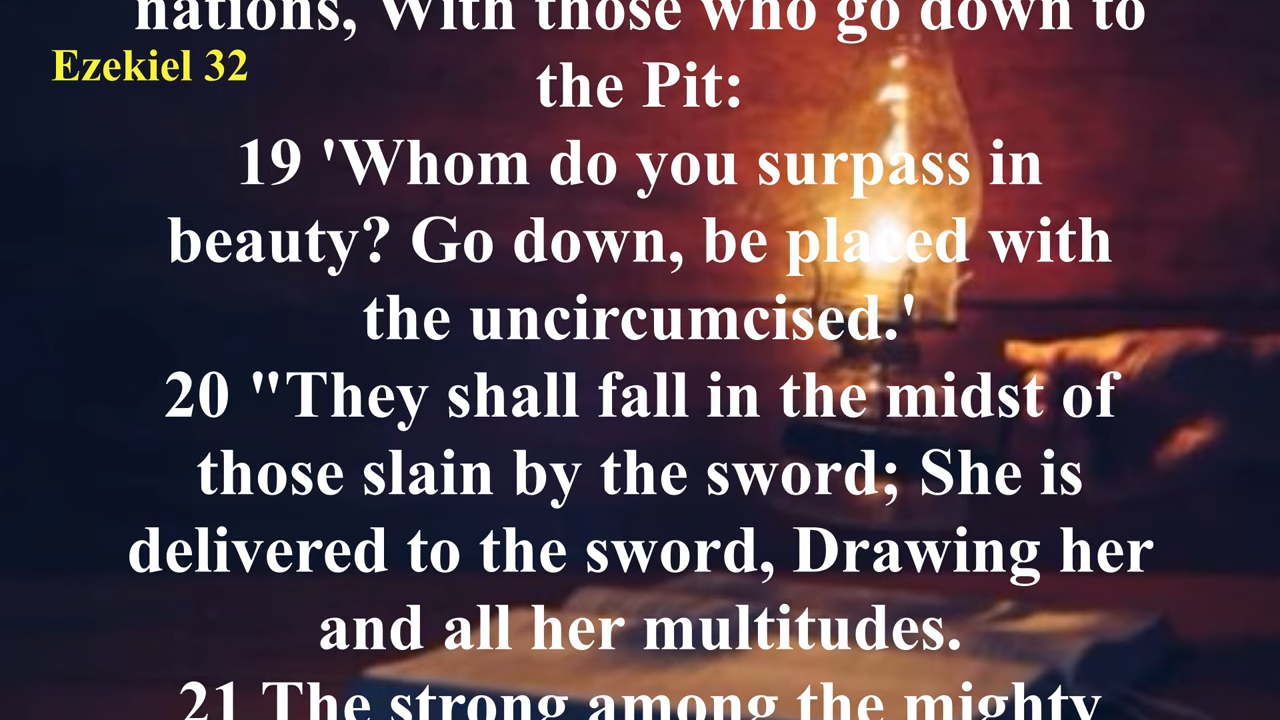 nations, With those who go down to
Ezekiel 32
the Pit:
19 'Whom do you surpass in
beauty? Go down, be placed with
the uncircumcised.'
20 "They shall fall in the midst of
those slain by the sword; She is
delivered to the sword, Drawing her
and all her multitudes.
21 The strong among the mighty